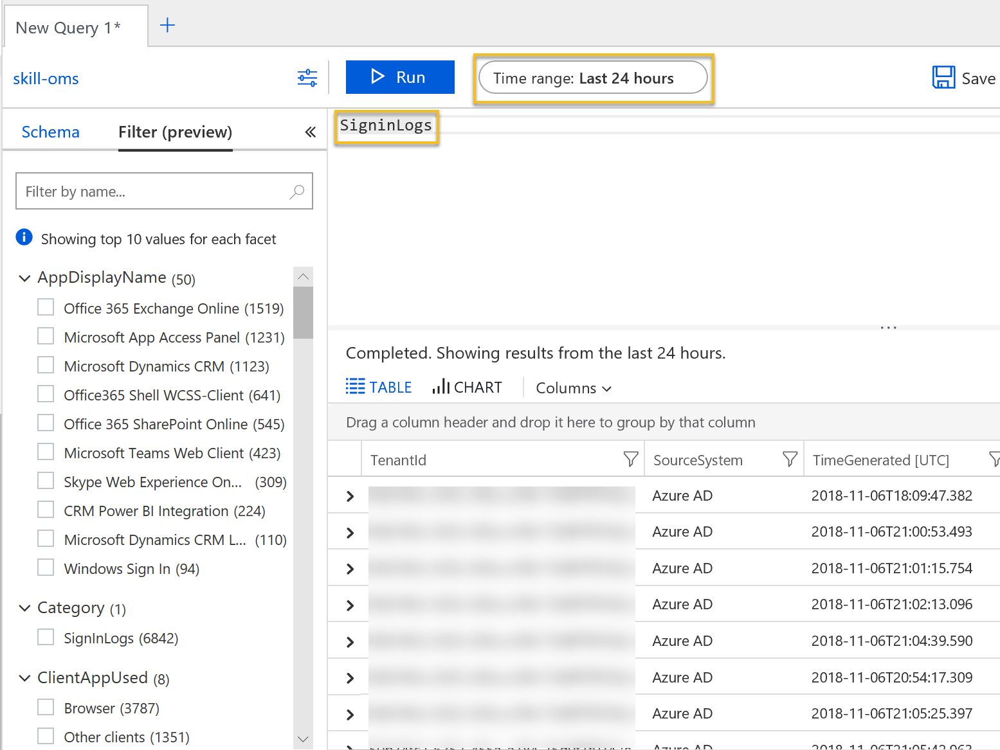 New Query 1*
skill-oms
Run
Time range: Last 24 hours
Save
Schema
Filter (preview)
SigninLogs
Filter by name...
Showing top 10 values for each facet
AppDisplayName (50)
Office 365 Exchange Online (1519)
Microsoft App Access Panel (1231)
Microsoft Dynamics CRM (1123)
Office365 Shell WCSS-Client (641)
Office 365 SharePoint Online (545)
Microsoft Teams Web Client (423)
Skype Web Experience On... (309)
CRM Power BI Integration (224)
Microsoft Dynamics CRM L... (110)
Windows Sign In (94)
Category (1)
SignInLogs (6842)
ClientAppUsed (8)
Browser (3787)
Other clients (1351)
Completed. Showing results from the last 24 hours.
TABLE
CHART
Columns
Drag a column header and drop it here to group by that column
TenantId SourceSystem TimeGenerated [UTC]
Azure AD 2018-11-06T18:09:47.382
Azure AD 2018-11-06T21:00:53.493
Azure AD 2018-11-06T21:01:15.754
Azure AD 2018-11-06T21:02:13.096
Azure AD 2018-11-06T21:04:39.590
Azure AD 2018-11-06T20:54:17.309
Azure AD 2018-11-06T21:05:25.397
Azure AD 2018-11-06T21:05:42.963